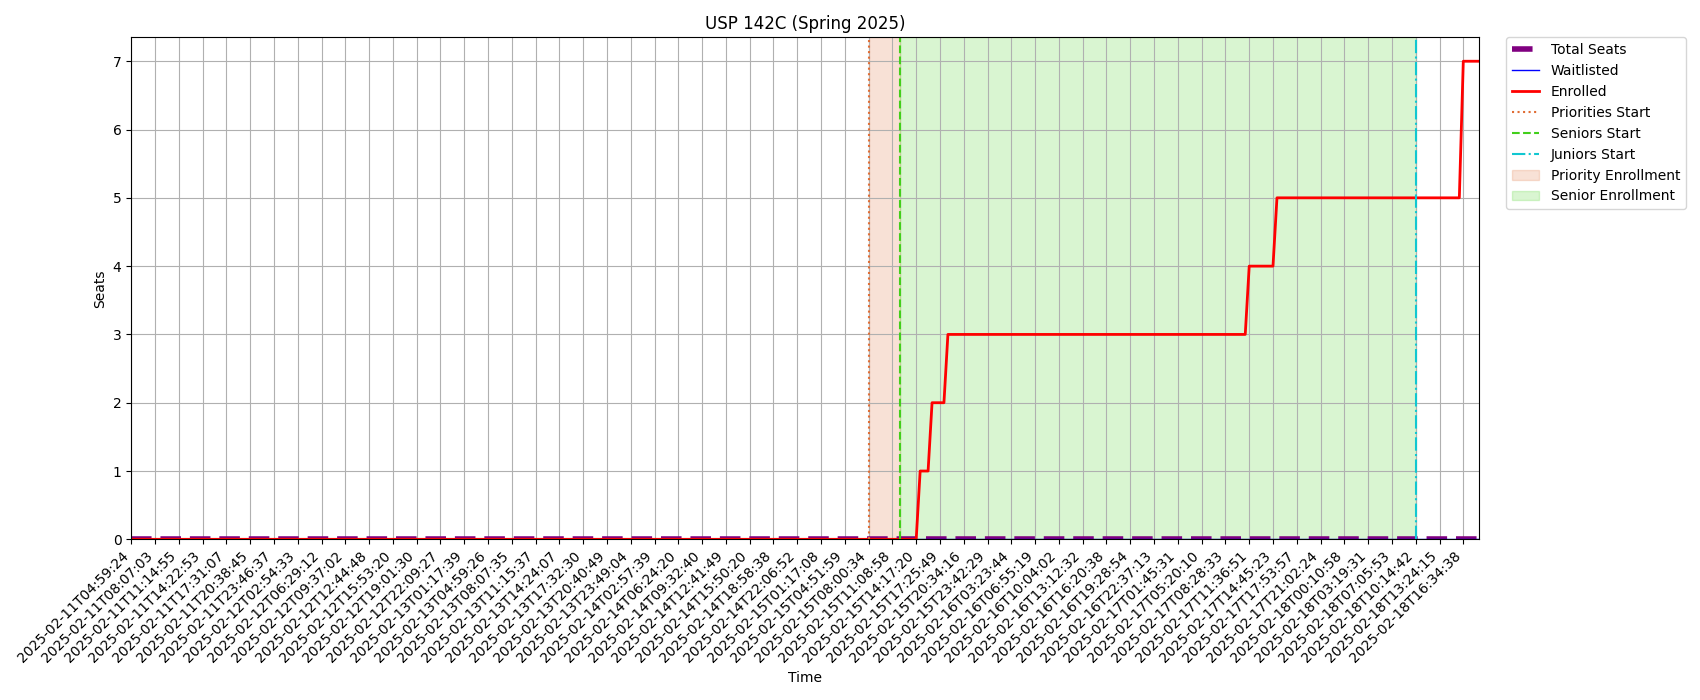 USP 142C (Spring 2025)
7
6
5
4
3
2
1
0
Seats
Total Seats
Waitlisted
Enrolled
Priorities Start
Seniors Start
Juniors Start
Priority Enrollment
Senior Enrollment
2025-02-11T04:59:24
2025-02-11T08:07:03
2025-02-11T11:14:55
2025-02-11T14:22:53
2025-02-11T17:31:07
2025-02-11T20:38:45
2025-02-11T23:46:37
2025-02-12T02:54:33
2025-02-12T06:29:12
2025-02-12T09:37:02
2025-02-12T12:44:48
2025-02-12T15:53:20
2025-02-12T19:01:30
2025-02-12T22:09:27
2025-02-13T01:17:39
2025-02-13T04:59:26
2025-02-13T08:07:35
2025-02-13T11:15:37
2025-02-13T14:24:07
2025-02-13T17:32:30
2025-02-13T20:40:49
2025-02-13T23:49:04
2025-02-14T02:57:39
2025-02-14T06:24:20
2025-02-14T09:32:40
2025-02-14T12:41:49
2025-02-14T15:50:20
2025-02-14T18:58:38
2025-02-14T22:06:52
2025-02-15T01:17:08
2025-02-15T04:51:59
2025-02-15T08:00:34
2025-02-15T11:08:58
2025-02-15T14:17:20
2025-02-15T17:25:49
2025-02-15T20:34:16
2025-02-15T23:42:29
2025-02-16T03:23:44
2025-02-16T06:55:19
2025-02-16T10:04:02
2025-02-16T13:12:32
2025-02-16T16:20:38
2025-02-16T19:28:54
2025-02-16T22:37:13
2025-02-17T01:45:31
2025-02-17T05:20:10
2025-02-17T08:28:33
2025-02-17T11:36:51
2025-02-17T14:45:23
2025-02-17T17:53:57
2025-02-17T21:02:24
2025-02-18T00:10:58
2025-02-18T03:19:31
2025-02-18T07:05:53
2025-02-18T10:14:42
2025-02-18T13:24:15
2025-02-18T16:34:38
Time